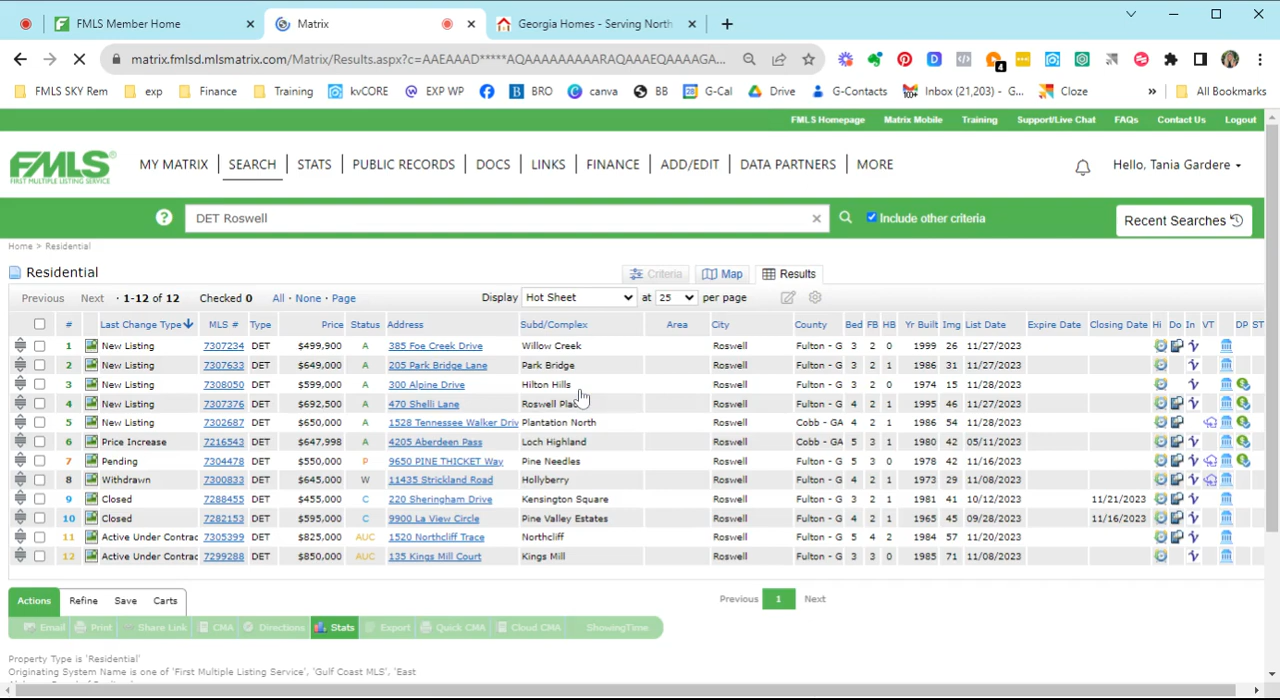 FMLS Member Home
Matrix
Georgia Homes - Serving North
matrix.fmlsd.mlsmatrix.com/Matrix/Results.aspx?c=AAEAAAD*****AQAAAAAAAAARAQAAAEQAAAAGA...
FMLS SKY Rem exp Finance Training kvCORE EXP WP BRO canva BB G-Cal Drive G-Contacts Inbox (21,203) - G... Cloze » All Bookmarks
FMLS Homepage Matrix Mobile Training Support/Live Chat FAQs Contact Us Logout
FMLS
FIRST MULTIPLE LISTING SERVICE
MY MATRIX SEARCH STATS PUBLIC RECORDS DOCS LINKS FINANCE ADD/EDIT DATA PARTNERS MORE Hello, Tania Gardere
DET Roswell Include other criteria Recent Searches
Home > Residential
Residential Criteria Map Results
Previous Next · 1-12 of 12 Checked 0 All · None · Page Display Hot Sheet at 25 per page
# Last Change Type MLS # Type Price Status Address Subd/Complex Area City County Bed FB HB Yr Built Img List Date Expire Date Closing Date Hi Do In VT DP ST
1 New Listing 7307234 DET $499,900 A 385 Foe Creek Drive Willow Creek Roswell Fulton - G 3 2 0 1999 26 11/27/2023
2 New Listing 7307633 DET $649,000 A 205 Park Bridge Lane Park Bridge Roswell Fulton - G 3 2 1 1986 31 11/27/2023
3 New Listing 7308050 DET $599,000 A 300 Alpine Drive Hilton Hills Roswell Fulton - G 3 2 0 1974 15 11/28/2023
4 New Listing 7307376 DET $692,500 A 470 Shelli Lane Roswell Pla Roswell Fulton - G 4 2 1 1995 46 11/27/2023
5 New Listing 7302687 DET $650,000 A 1528 Tennessee Walker Driv Plantation North Roswell Cobb - GA 4 2 1 1986 54 11/28/2023
6 Price Increase 7216543 DET $647,998 A 4205 Aberdeen Pass Loch Highland Roswell Cobb - GA 5 3 1 1980 42 05/11/2023
7 Pending 7304478 DET $550,000 P 9650 PINE THICKET Way Pine Needles Roswell Fulton - G 5 3 0 1978 42 11/16/2023
8 Withdrawn 7300833 DET $645,000 W 11435 Strickland Road Hollyberry Roswell Fulton - G 4 2 1 1973 29 11/08/2023
9 Closed 7288455 DET $455,000 C 220 Sheringham Drive Kensington Square Roswell Fulton - G 3 2 1 1981 41 10/12/2023 11/21/2023
10 Closed 7282153 DET $595,000 C 9900 La View Circle Pine Valley Estates Roswell Fulton - G 4 2 1 1965 45 09/28/2023 11/16/2023
11 Active Under Contrac 7305399 DET $825,000 AUC 1520 Northcliff Trace Northcliff Roswell Fulton - G 5 4 2 1984 57 11/20/2023
12 Active Under Contrac 7299288 DET $850,000 AUC 135 Kings Mill Court Kings Mill Roswell Fulton - G 3 3 0 1985 71 11/08/2023
Actions Refine Save Carts Previous 1 Next
Email Print Share Link CMA Directions Stats Export Quick CMA Cloud CMA ShowingTime
Property Type is 'Residential'
Originating System Name is one of 'First Multiple Listing Service', 'Gulf Coast MLS', 'East